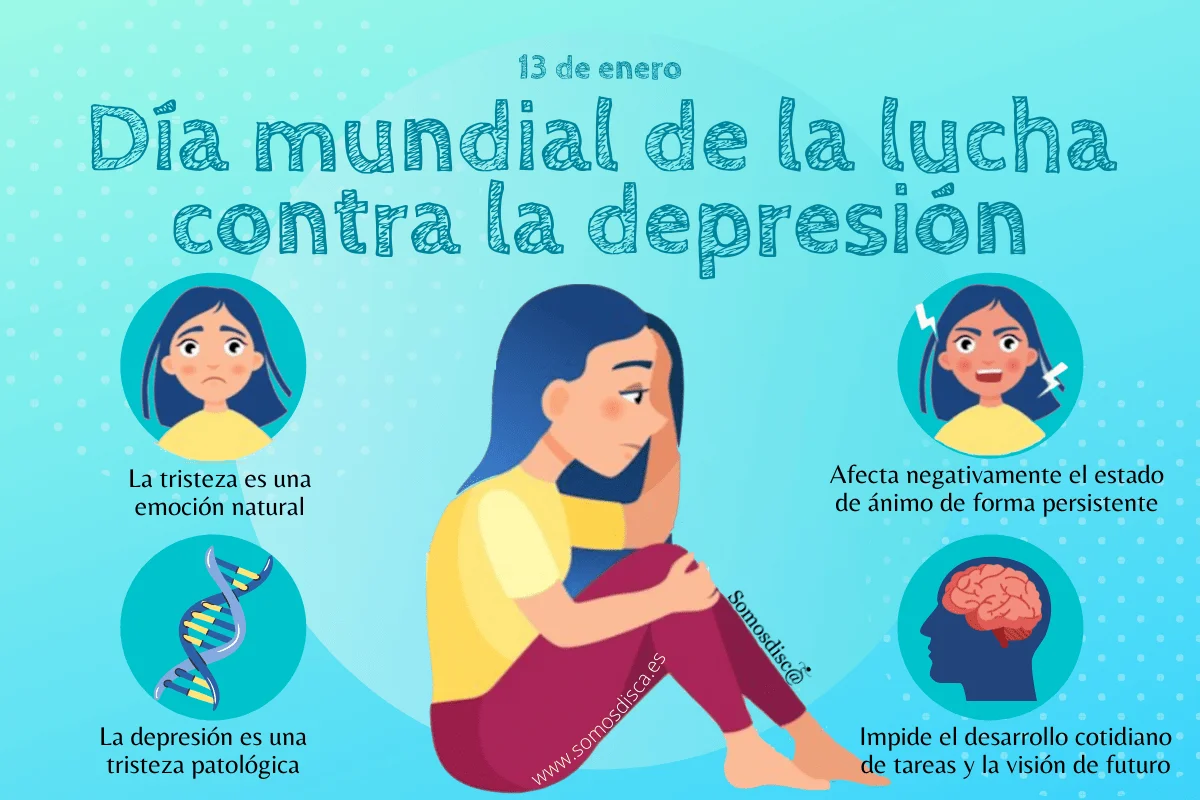 13 de enero
Día mundial de la lucha
contra la depresión
La tristeza es una
emoción natural
Afecta negativamente el estado
de ánimo de forma persistente
La depresión es una
tristeza patológica
Impide el desarrollo cotidiano
de tareas y la visión de futuro
Somosdisc@
www.somosdisca.es